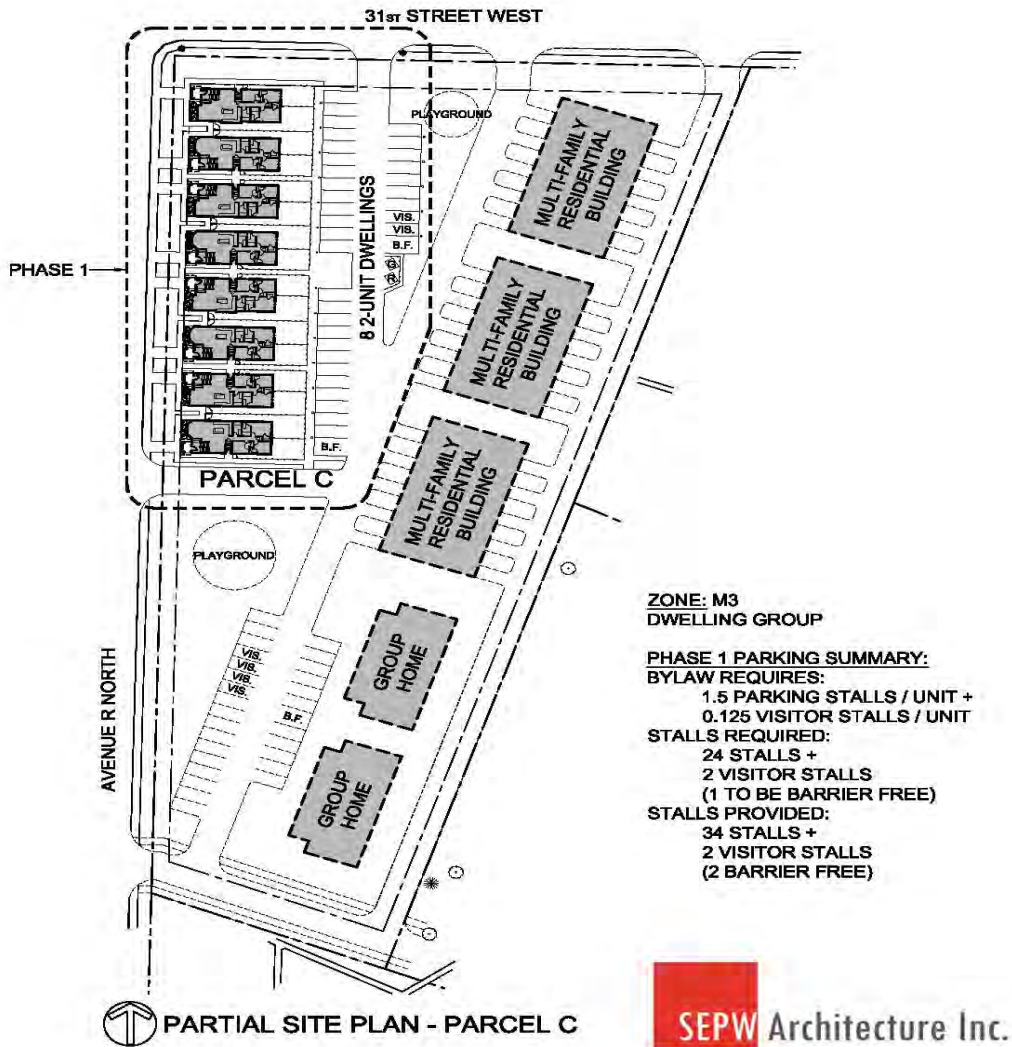 31ST STREET WEST
PLAYGROUND
MULTI-FAMILY
RESIDENTIAL
BUILDING
VIS.
VIS.
B.F.
PHASE 1
8 2-UNIT DWELLINGS
MULTI-FAMILY
RESIDENTIAL
BUILDING
B.F.
PARCEL C
MULTI-FAMILY
RESIDENTIAL
BUILDING
PLAYGROUND
AVENUE R NORTH
VIS.
VIS.
VIS.
VIS.
B.F.
GROUP
HOME
GROUP
HOME
ZONE: M3
DWELLING GROUP
PHASE 1 PARKING SUMMARY:
BYLAW REQUIRES:
1.5 PARKING STALLS / UNIT +
0.125 VISITOR STALLS / UNIT
STALLS REQUIRED:
24 STALLS +
2 VISITOR STALLS
(1 TO BE BARRIER FREE)
STALLS PROVIDED:
34 STALLS +
2 VISITOR STALLS
(2 BARRIER FREE)
PARTIAL SITE PLAN - PARCEL C
SEPW Architecture Inc.